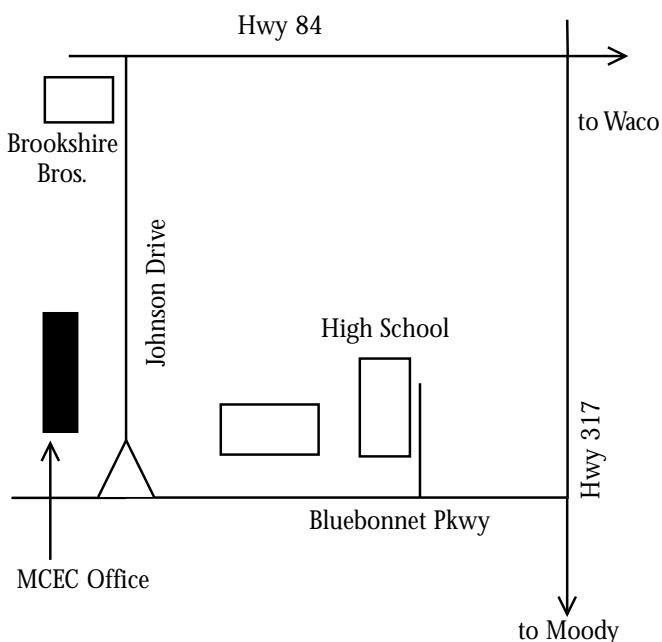 Hwy 84
to Waco
Brookshire
Bros.
Johnson Drive
High School
Hwy 317
Bluebonnet Pkwy
MCEC Office
to Moody